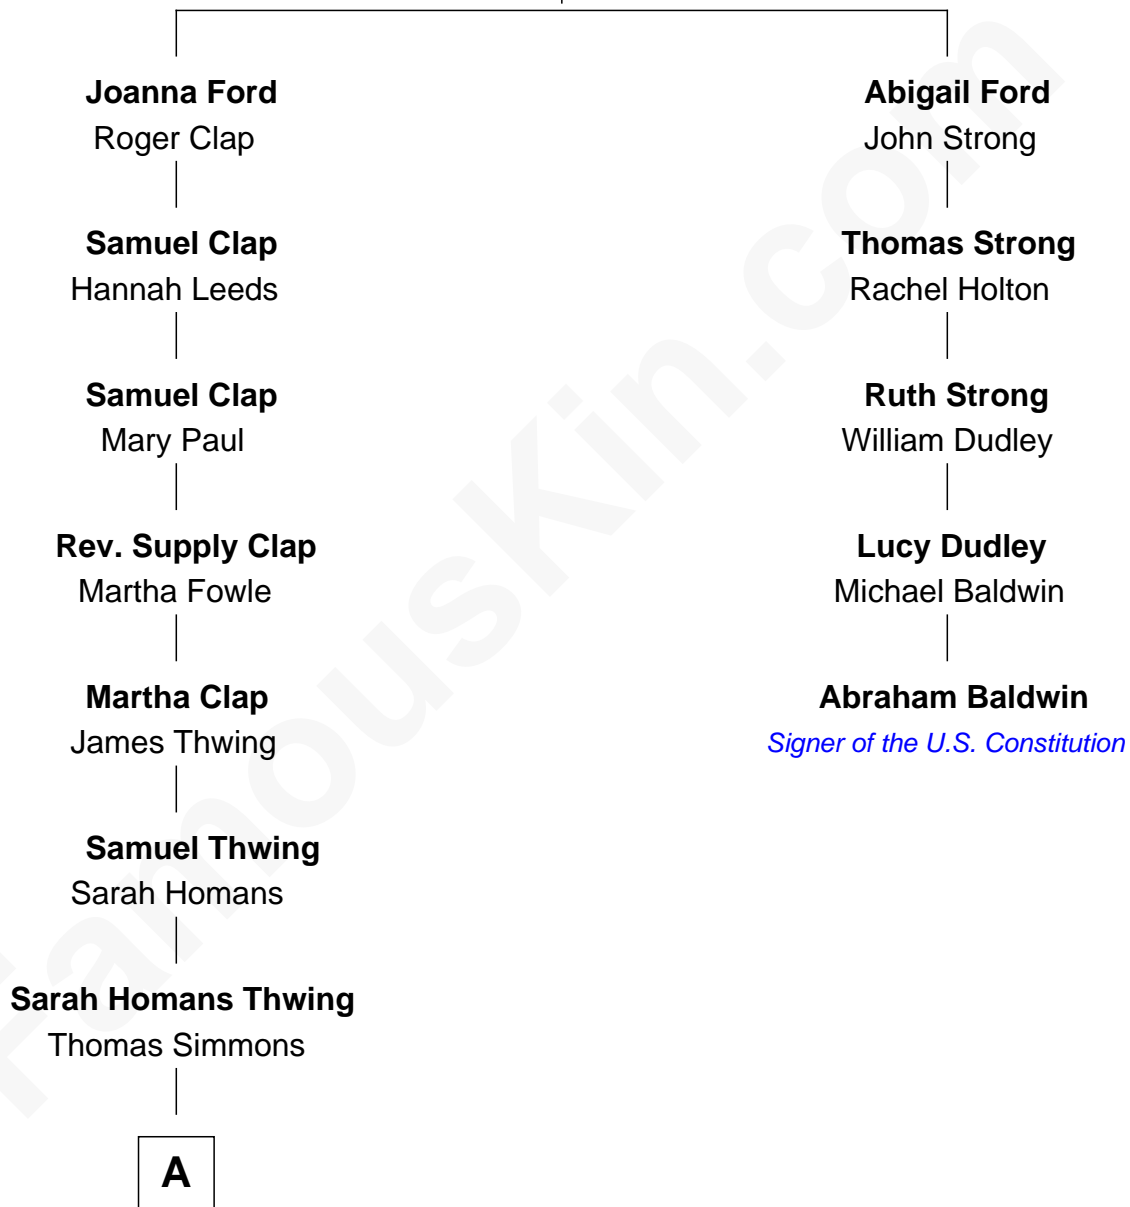 Joanna Ford
Roger Clap
Samuel Clap
Hannah Leeds
Samuel Clap
Mary Paul
Rev. Supply Clap
Martha Fowle
Martha Clap
James Thwing
Samuel Thwing
Sarah Homans
Sarah Homans Thwing
Thomas Simmons
A
Abigail Ford
John Strong
Thomas Strong
Rachel Holton
Ruth Strong
William Dudley
Lucy Dudley
Michael Baldwin
Abraham Baldwin
Signer of the U.S. Constitution
FamousKin.com